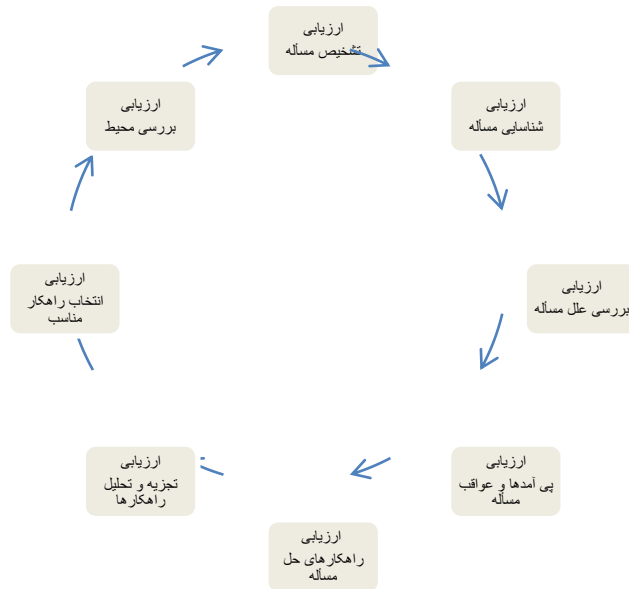 ارزیابی
تشخیص مسأله
ارزیابی
شناسایی مسأله
ارزیابی
بررسی علل مسأله
ارزیابی
پی آمدها و عواقب
مسأله
ارزیابی
راهکارهای حل
مسأله
ارزیابی
تجزیه و تحلیل
راهکارها
ارزیابی
انتخاب راهکار
مناسب
ارزیابی
بررسی محیط